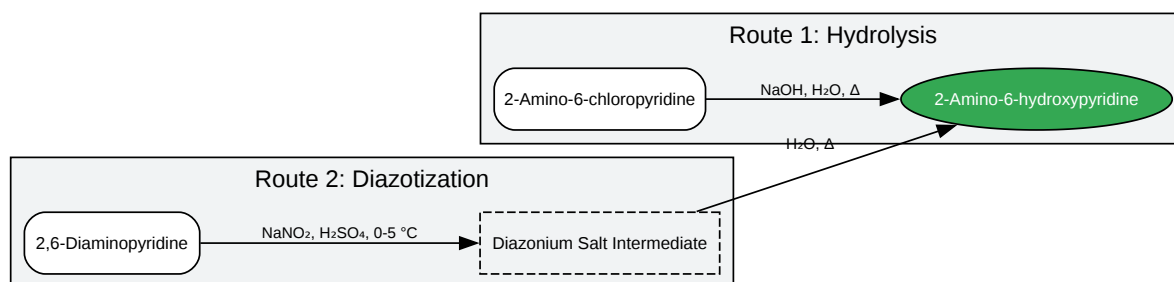 Route 1: Hydrolysis
2-Amino-6-chloropyridine
NaOH, H₂O, Δ
2-Amino-6-hydroxypyridine
H₂O, Δ
Route 2: Diazotization
2,6-Diaminopyridine
NaNO₂, H₂SO₄, 0-5 °C
Diazonium Salt Intermediate